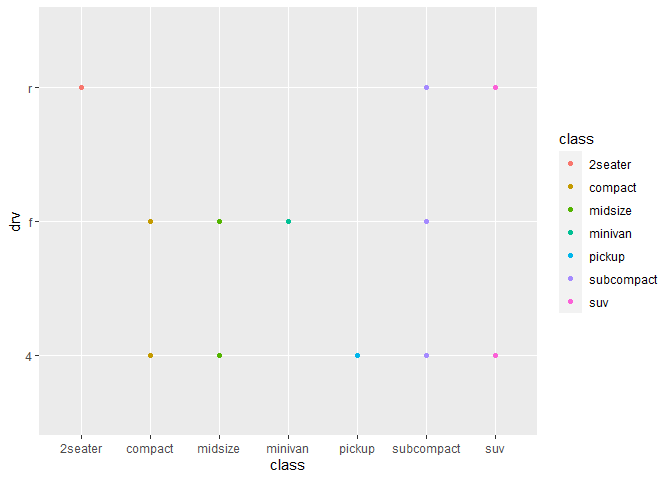 r
f
4
drv
2seater compact midsize minivan pickup subcompact suv
class
class
2seater
compact
midsize
minivan
pickup
subcompact
suv